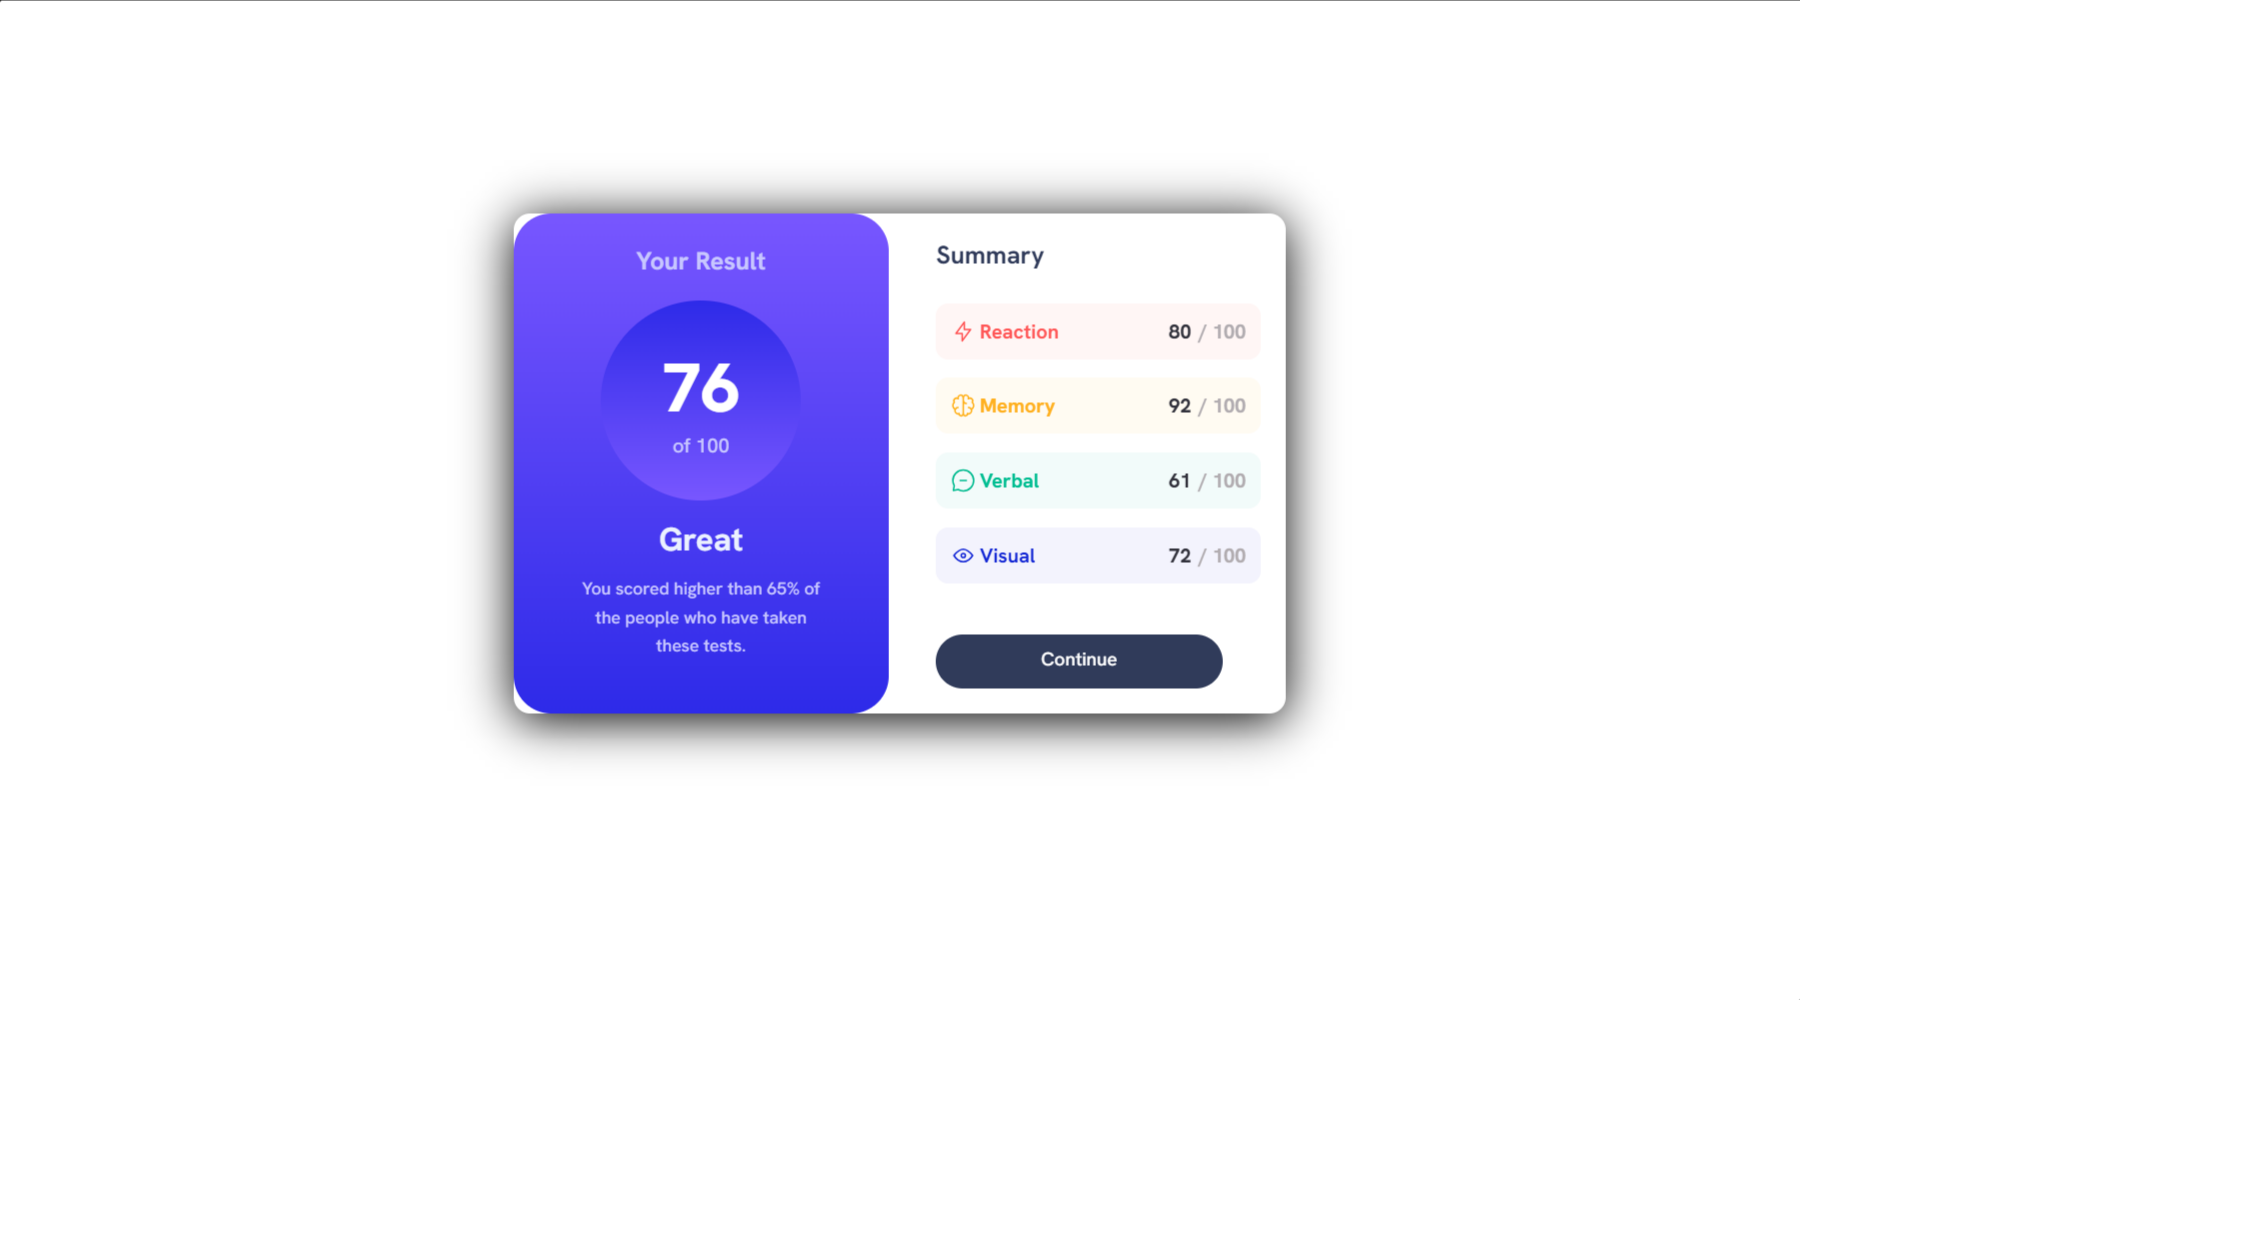 Your Result
76
of 100
Great
You scored higher than 65% of
the people who have taken
these tests.
Summary
Reaction 80 / 100
Memory 92 / 100
Verbal 61 / 100
Visual 72 / 100
Continue